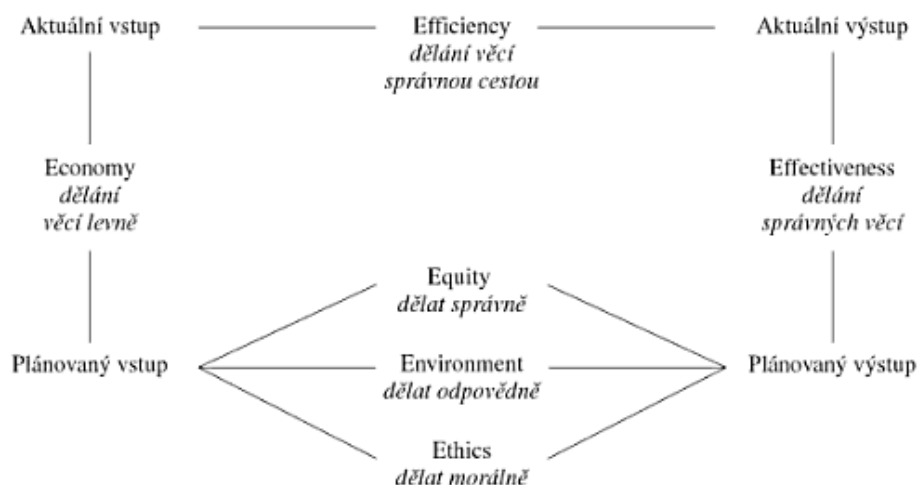 Aktuální vstup
Efficiency
dělání věcí
správnou cestou
Aktuální výstup
Economy
dělání
věcí levně
Effectiveness
dělání
správných věcí
Equity
dělat správně
Plánovaný vstup
Environment
dělat odpovědně
Plánovaný výstup
Ethics
dělat morálně